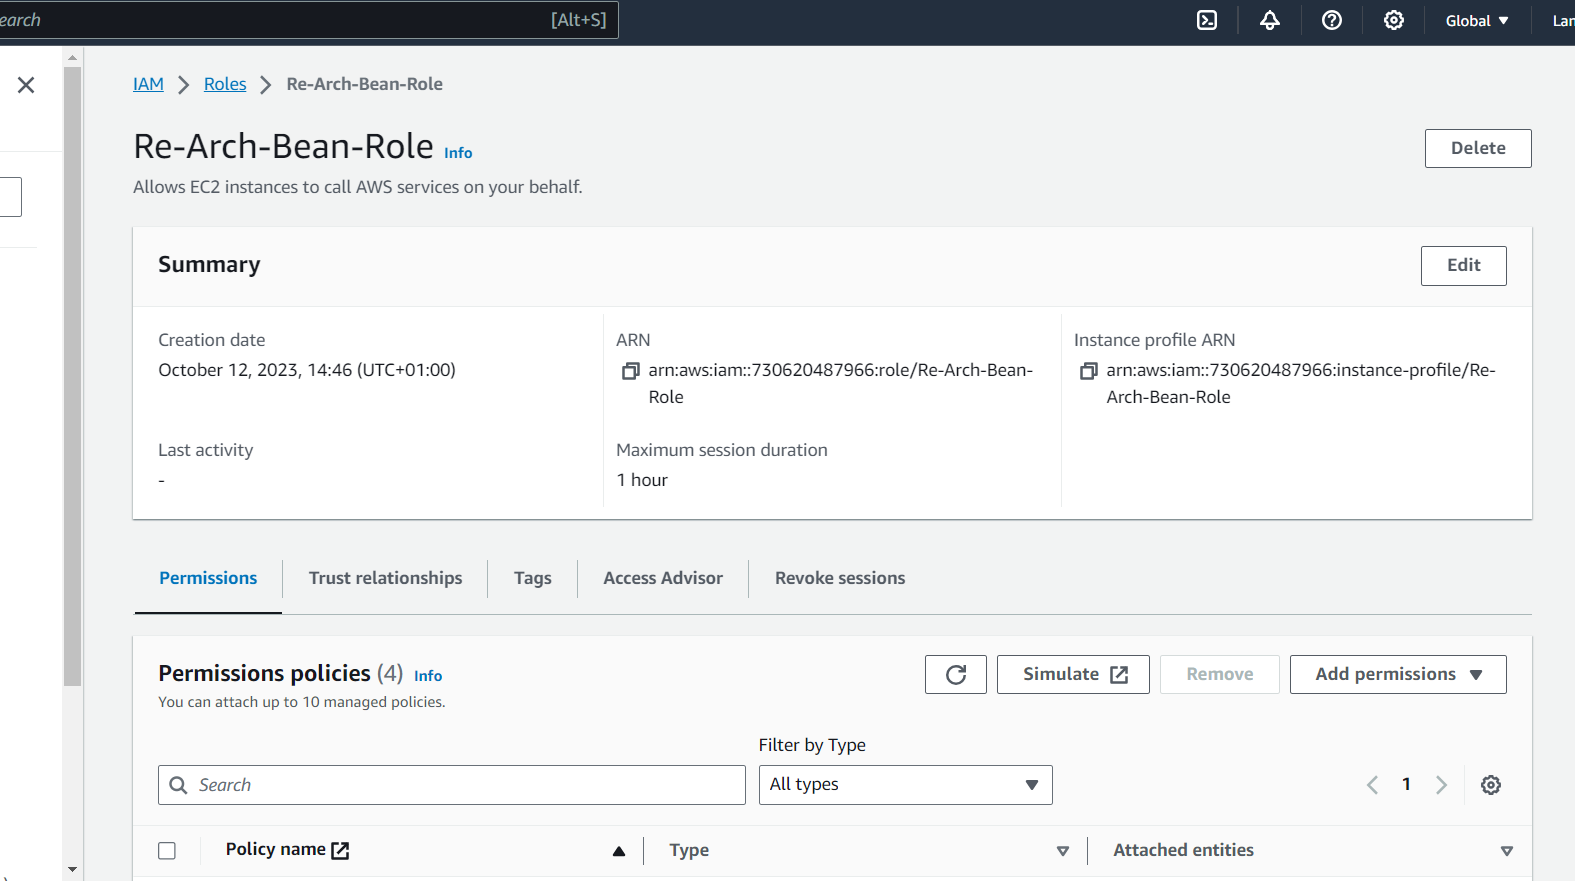 earch [Alt+S] Global
IAM Roles Re-Arch-Bean-Role
Re-Arch-Bean-Role Info
Delete
Allows EC2 instances to call AWS services on your behalf.
Summary
Edit
Creation date
October 12, 2023, 14:46 (UTC+01:00)
ARN
arn:aws:iam::730620487966:role/Re-Arch-Bean-
Role
Instance profile ARN
arn:aws:iam::730620487966:instance-profile/Re-
Arch-Bean-Role
Last activity
-
Maximum session duration
1 hour
Permissions Trust relationships Tags Access Advisor Revoke sessions
Permissions policies (4) Info
You can attach up to 10 managed policies.
Simulate Remove Add permissions
Filter by Type
Search All types 1
Policy name Type Attached entities